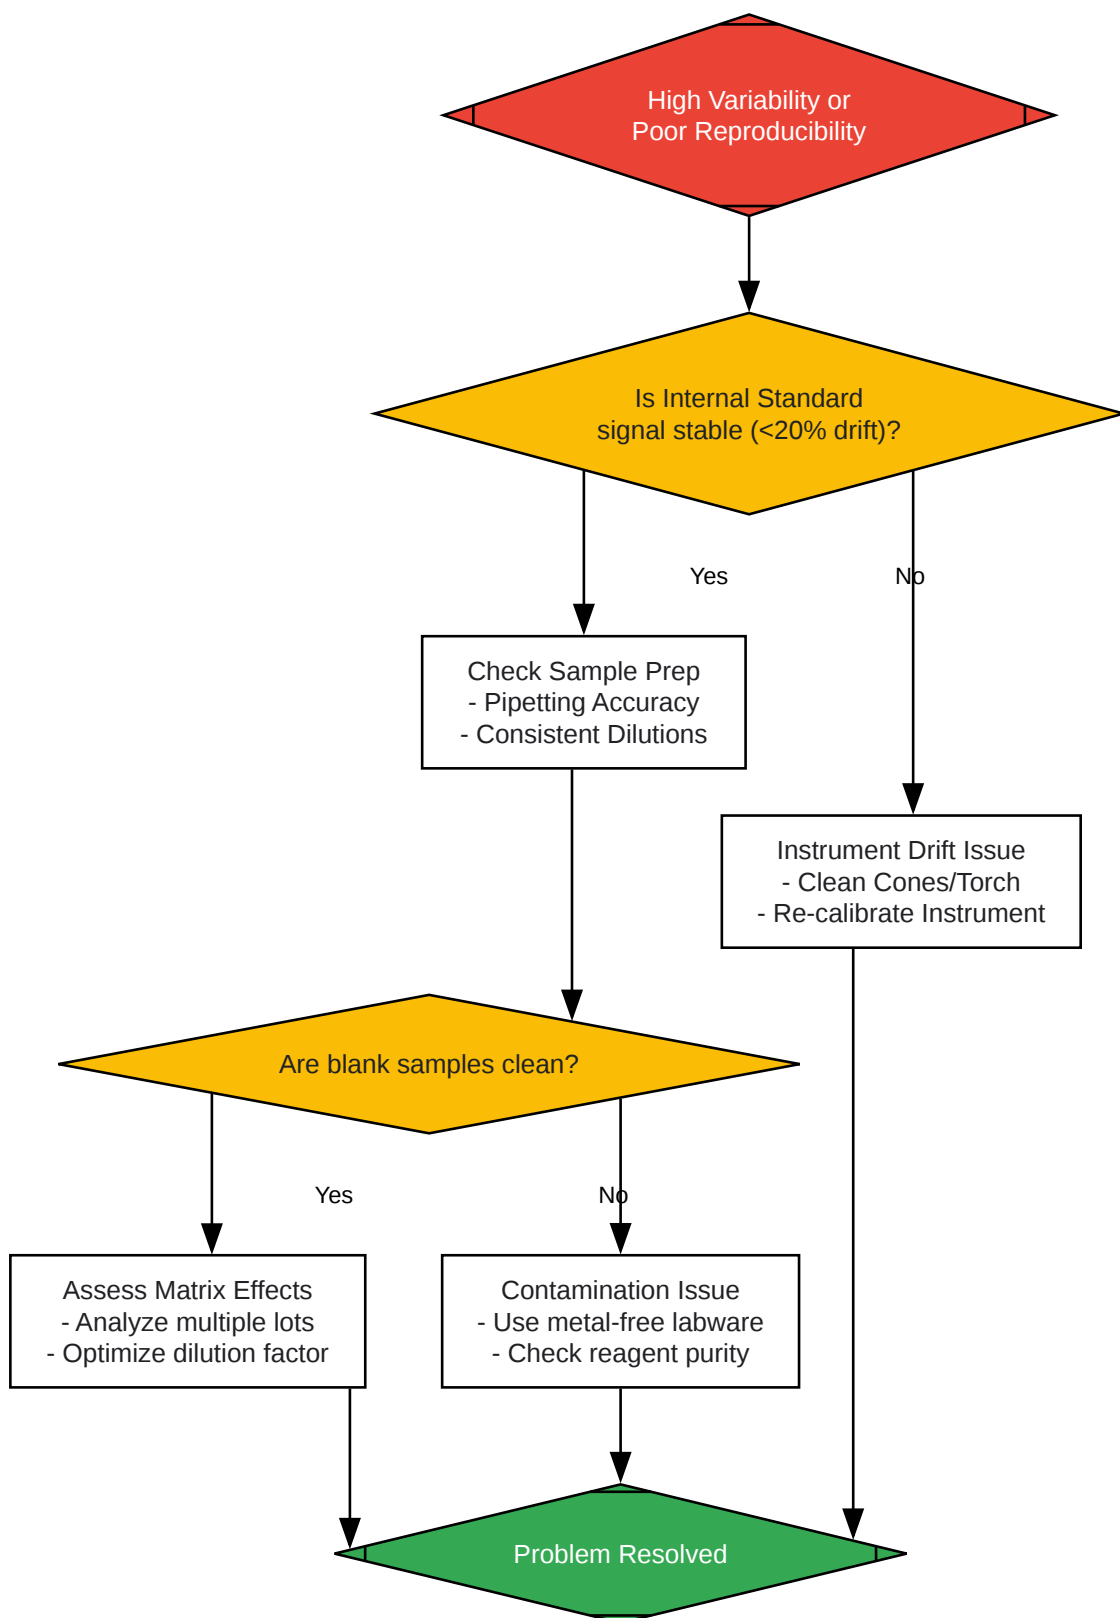 High Variability or
Poor Reproducibility
Is Internal Standard
signal stable (<20% drift)?
Yes
No
Check Sample Prep
- Pipetting Accuracy
- Consistent Dilutions
Instrument Drift Issue
- Clean Cones/Torch
- Re-calibrate Instrument
Are blank samples clean?
Yes
No
Assess Matrix Effects
- Analyze multiple lots
- Optimize dilution factor
Contamination Issue
- Use metal-free labware
- Check reagent purity
Problem Resolved